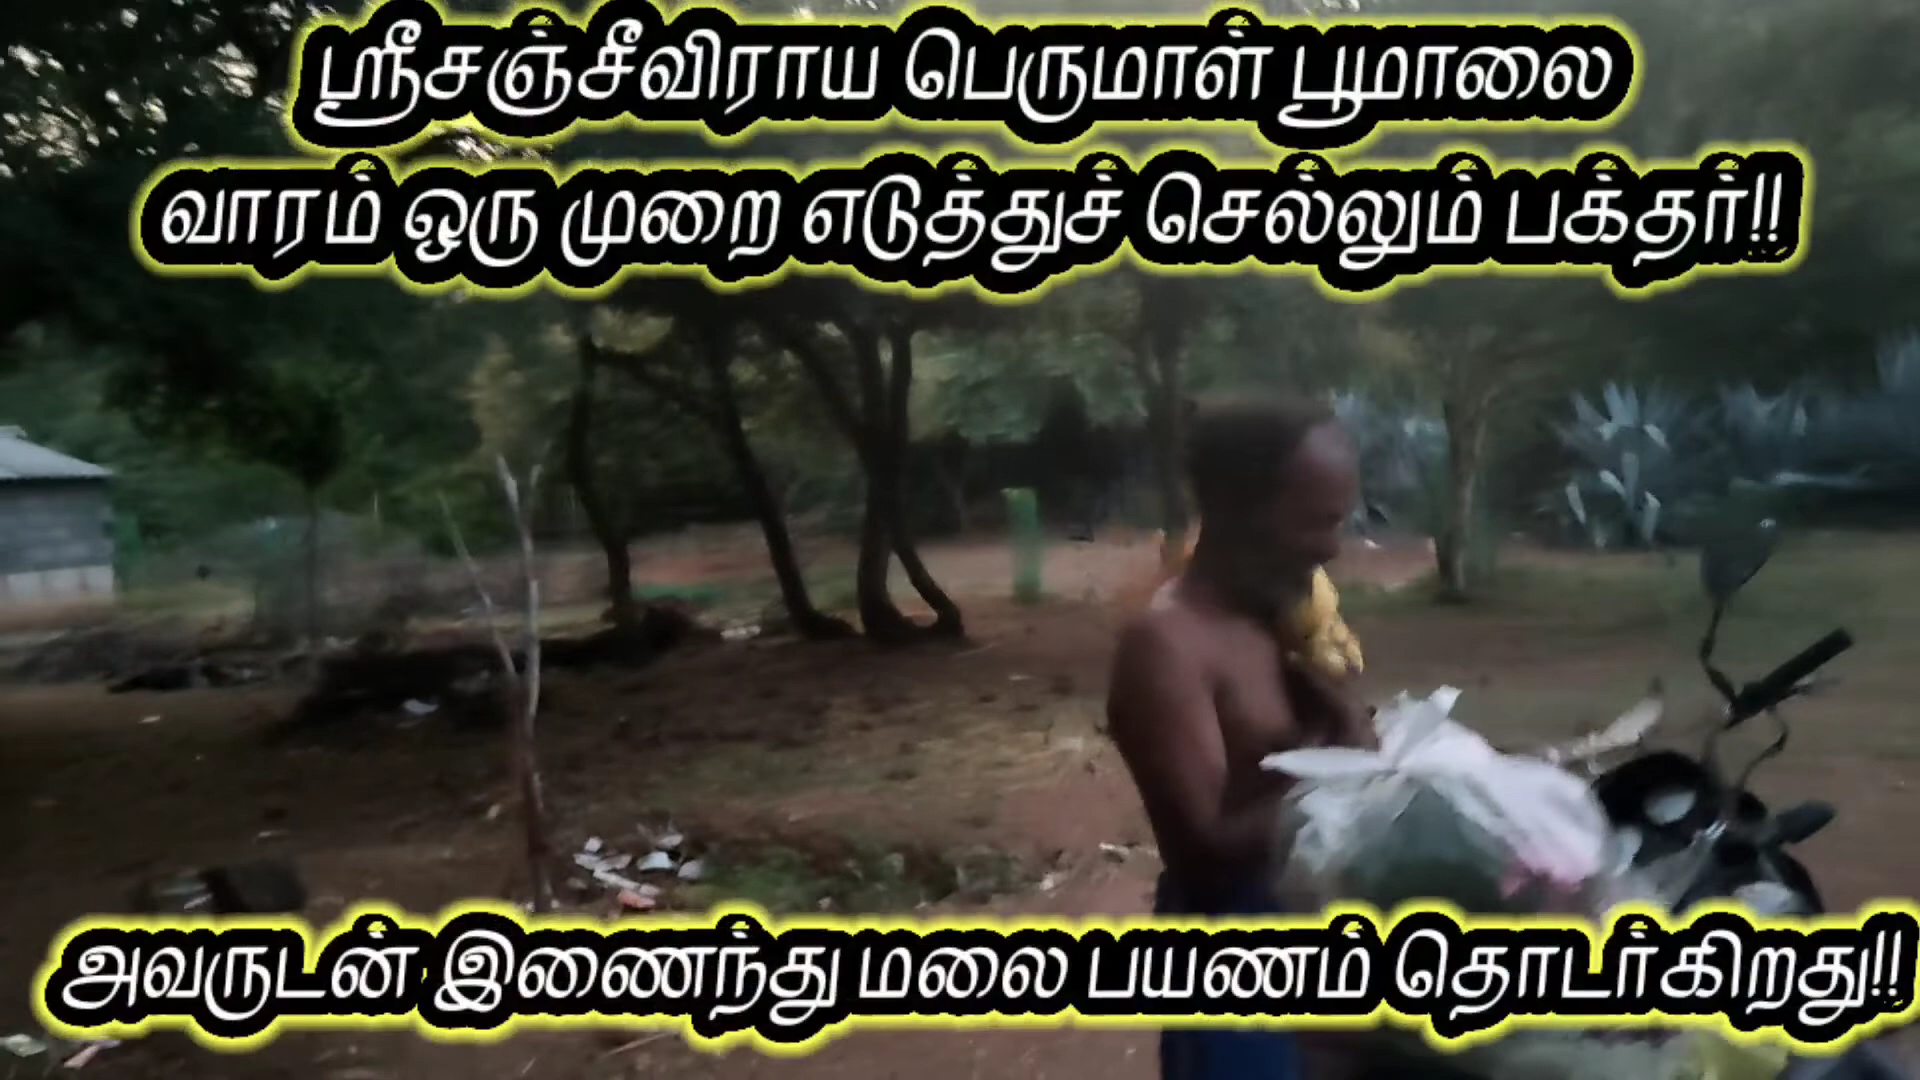 ஸ்ரீசஞ்சீவிராய பெருமாள் பூமாலை
வாரம் ஒரு முறை எடுத்துச் செல்லும் பக்தர்!!
அவருடன் இணைந்து மலை பயணம் தொடர்கிறது!!